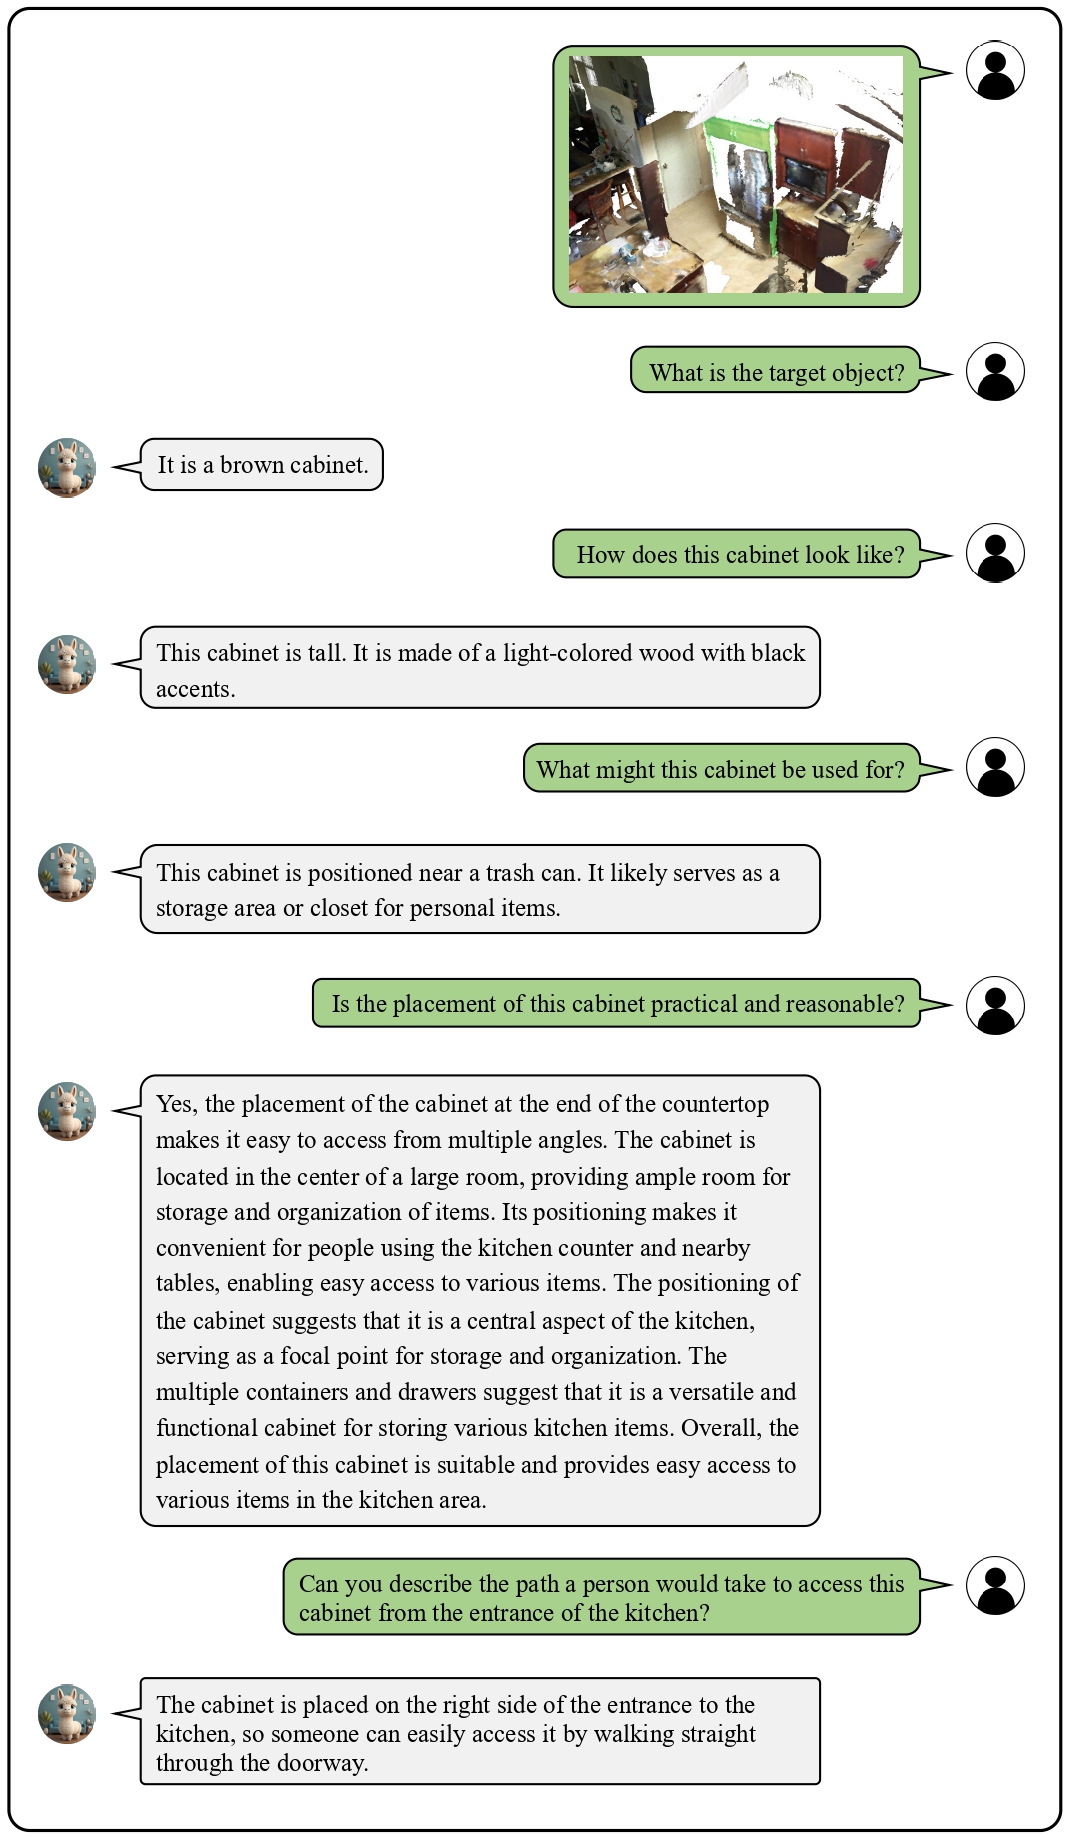 What is the target object?
It is a brown cabinet.
How does this cabinet look like?
This cabinet is tall. It is made of a light-colored wood with black
accents.
What might this cabinet be used for?
This cabinet is positioned near a trash can. It likely serves as a
storage area or closet for personal items.
Is the placement of this cabinet practical and reasonable?
Yes, the placement of the cabinet at the end of the countertop
makes it easy to access from multiple angles. The cabinet is
located in the center of a large room, providing ample room for
storage and organization of items. Its positioning makes it
convenient for people using the kitchen counter and nearby
tables, enabling easy access to various items. The positioning of
the cabinet suggests that it is a central aspect of the kitchen,
serving as a focal point for storage and organization. The
multiple containers and drawers suggest that it is a versatile and
functional cabinet for storing various kitchen items. Overall, the
placement of this cabinet is suitable and provides easy access to
various items in the kitchen area.
Can you describe the path a person would take to access this
cabinet from the entrance of the kitchen?
The cabinet is placed on the right side of the entrance to the
kitchen, so someone can easily access it by walking straight
through the doorway.